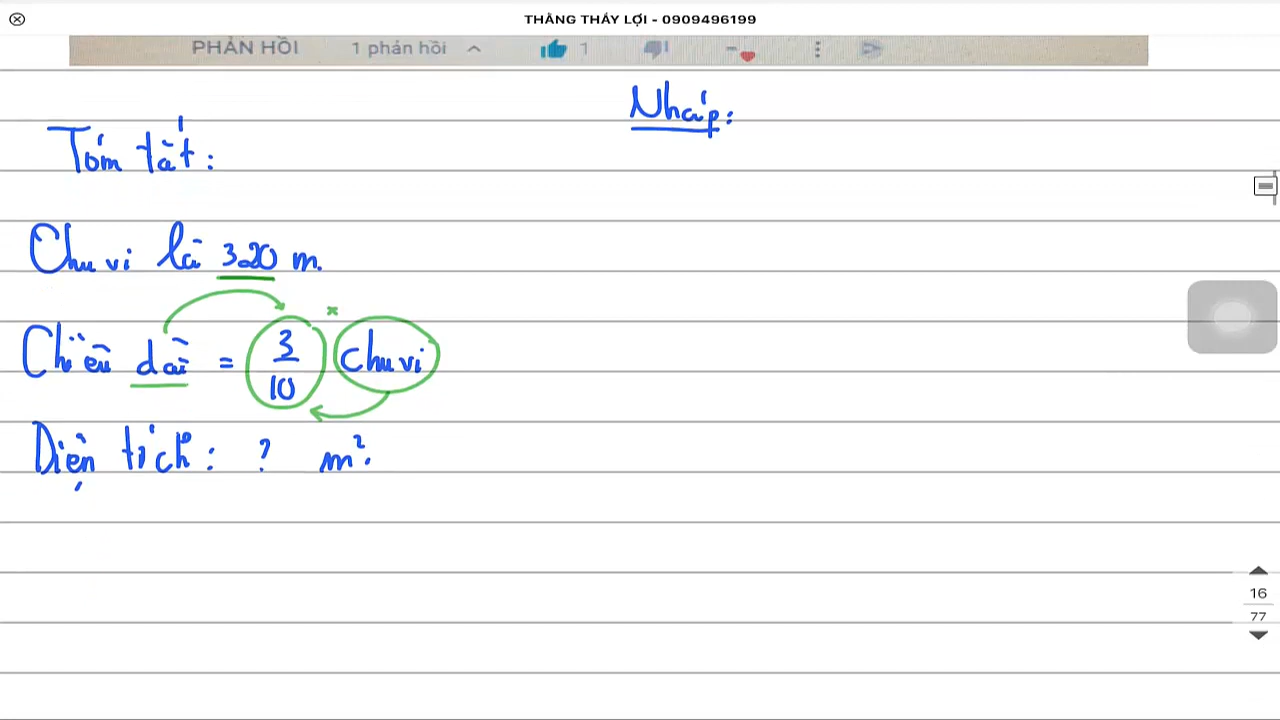 THẰNG THẦY LỢI - 0909496199
PHẢN HỒI 1 phản hồi 1
Nháp:
Tóm tắt:
Chu vi là 320 m.
Chiều dài = 3/10 × chu vi
Diện tích: ? m².
16
77